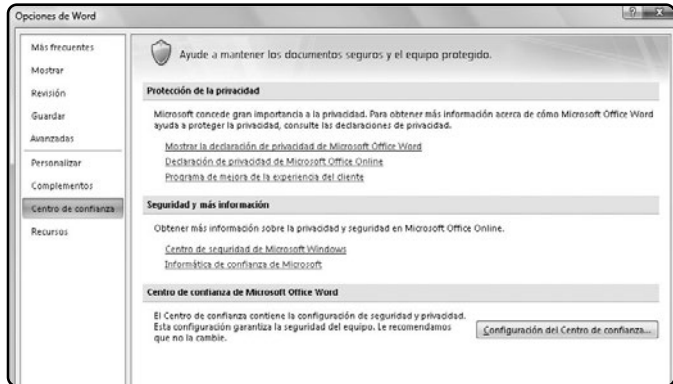 Opciones de Word
Más frecuentes
Mostrar
Revisión
Guardar
Avanzadas
Personalizar
Complementos
Centro de confianza
Recursos
Ayude a mantener los documentos seguros y el equipo protegido.
Protección de la privacidad
Microsoft concede gran importancia a la privacidad. Para obtener más información acerca de cómo Microsoft Office Word
ayuda a proteger la privacidad, consulte las declaraciones de privacidad.
Mostrar la declaración de privacidad de Microsoft Office Word
Declaración de privacidad de Microsoft Office Online
Programa de mejora de la experiencia del cliente
Seguridad y más información
Obtener más información sobre la privacidad y seguridad en Microsoft Office Online.
Centro de seguridad de Microsoft Windows
Informática de confianza de Microsoft
Centro de confianza de Microsoft Office Word
El Centro de confianza contiene la configuración de seguridad y privacidad.
Esta configuración garantiza la seguridad del equipo. Le recomendamos
que no la cambie.
Configuración del Centro de confianza...